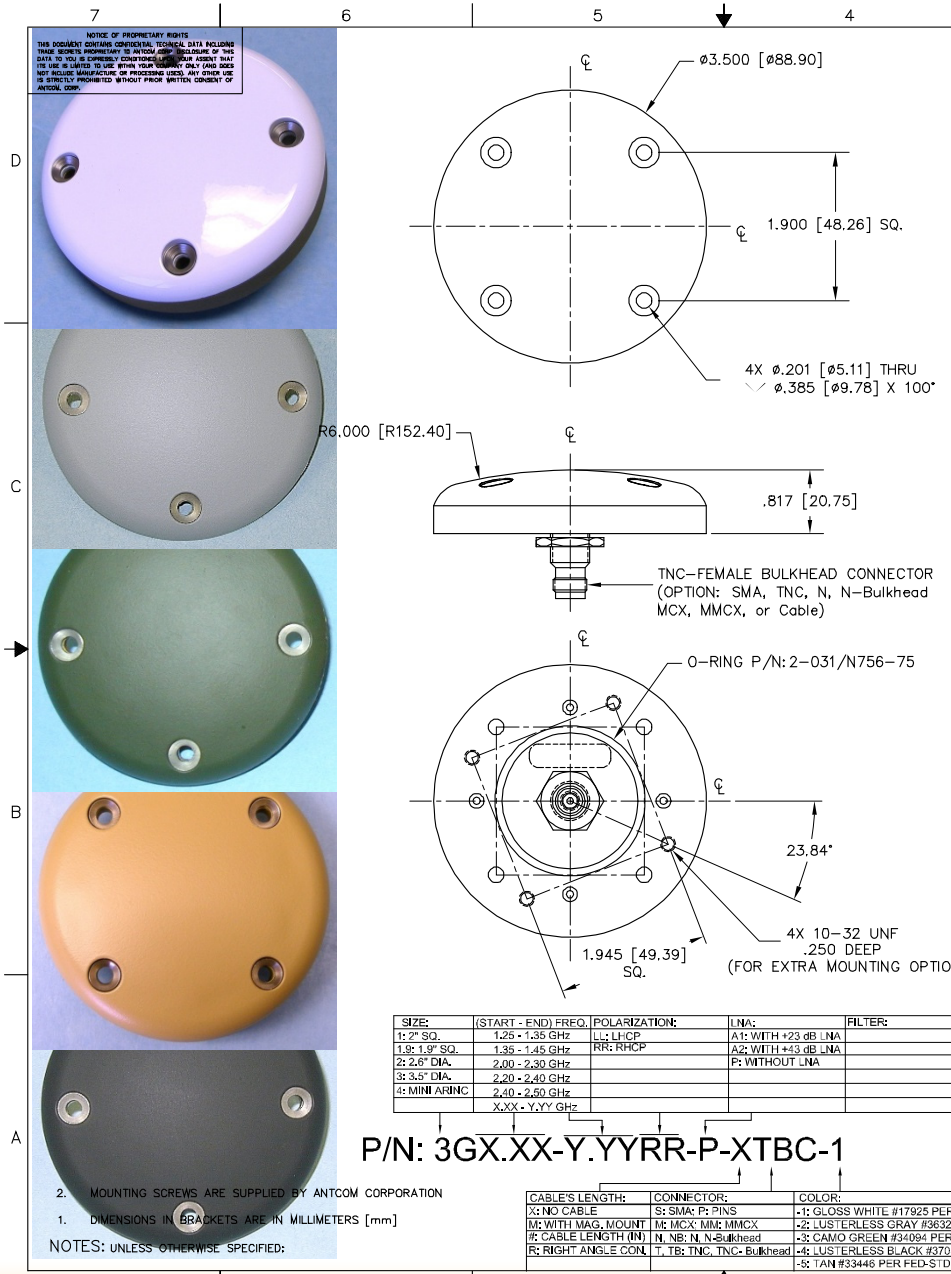 7 6 5 4
NOTICE OF PROPRIETARY RIGHTS
THIS DOCUMENT CONTAINS CONFIDENTIAL TECHNICAL DATA INCLUDING
TRADE SECRETS PROPRIETARY TO ANTCOM CORP. DISCLOSURE OF THIS
DATA TO YOU IS EXPRESSLY CONDITIONED UPON YOUR ASSENT THAT
ITS USE IS LIMITED TO USE WITHIN YOUR COMPANY ONLY (AND DOES
NOT INCLUDE MANUFACTURE OR PROCESSING USES). ANY OTHER USE
IS STRICTLY PROHIBITED WITHOUT PRIOR WRITTEN CONSENT OF
ANTCOM, CORP.
D
C
B
A
℄
ø3.500 [ø88.90]
℄
1.900 [48.26] SQ.
4X ø.201 [ø5.11] THRU
⌵ ø.385 [ø9.78] X 100°
℄
R6.000 [R152.40]
.817 [20.75]
TNC-FEMALE BULKHEAD CONNECTOR
(OPTION: SMA, TNC, N, N-Bulkhead
MCX, MMCX, or Cable)
℄
O-RING P/N: 2-031/N756-75
℄
23.84°
1.945 [49.39]
SQ.
4X 10-32 UNF
.250 DEEP
(FOR EXTRA MOUNTING OPTIO
SIZE: (START - END) FREQ. POLARIZATION: LNA: FILTER:
1: 2" SQ. 1.25 - 1.35 GHz LL: LHCP A1: WITH +23 dB LNA
1.9: 1.9" SQ. 1.35 - 1.45 GHz RR: RHCP A2: WITH +43 dB LNA
2: 2.6" DIA. 2.00 - 2.30 GHz P: WITHOUT LNA
3: 3.5" DIA. 2.20 - 2.40 GHz
4: MINI ARINC 2.40 - 2.50 GHz
X.XX - Y.YY GHz
P/N: 3GX.XX-Y.YYRR-P-XTBC-1
CABLE'S LENGTH: CONNECTOR: COLOR:
X: NO CABLE S: SMA; P: PINS -1: GLOSS WHITE #17925 PER
M: WITH MAG. MOUNT M: MCX; MM: MMCX -2: LUSTERLESS GRAY #3632
#: CABLE LENGTH (IN) N, NB: N, N-Bulkhead -3: CAMO GREEN #34094 PER
R: RIGHT ANGLE CON. T, TB: TNC, TNC- Bulkhead -4: LUSTERLESS BLACK #370
-5: TAN #33446 PER FED-STD
2. MOUNTING SCREWS ARE SUPPLIED BY ANTCOM CORPORATION
1. DIMENSIONS IN BRACKETS ARE IN MILLIMETERS [mm]
NOTES: UNLESS OTHERWISE SPECIFIED: